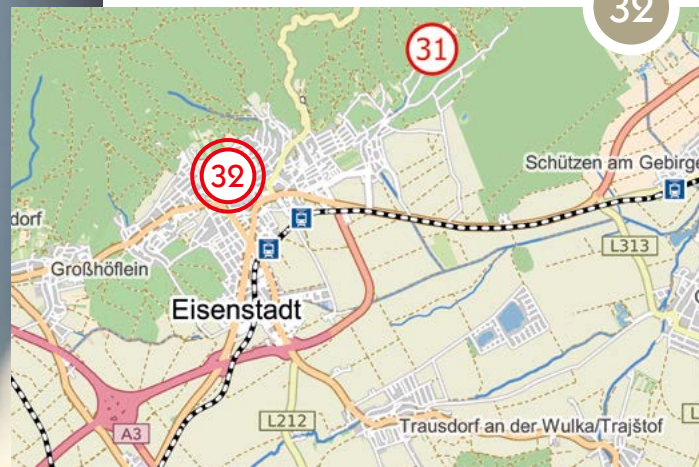 32
31
32
Schützen am Gebirge
dorf
L313
Großhöflein
Eisenstadt
L212
A3
Trausdorf an der Wulka/Trajštof